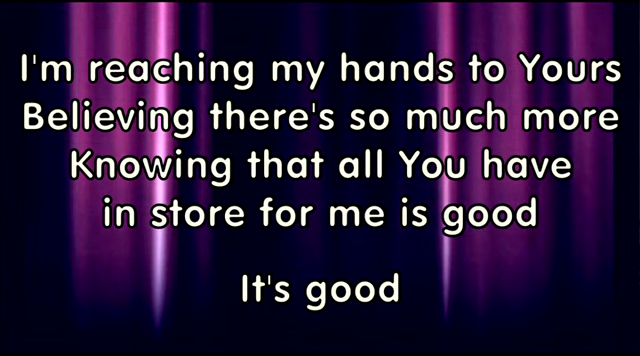 I'm reaching my hands to Yours
Believing there's so much more
Knowing that all You have
in store for me is good
It's good